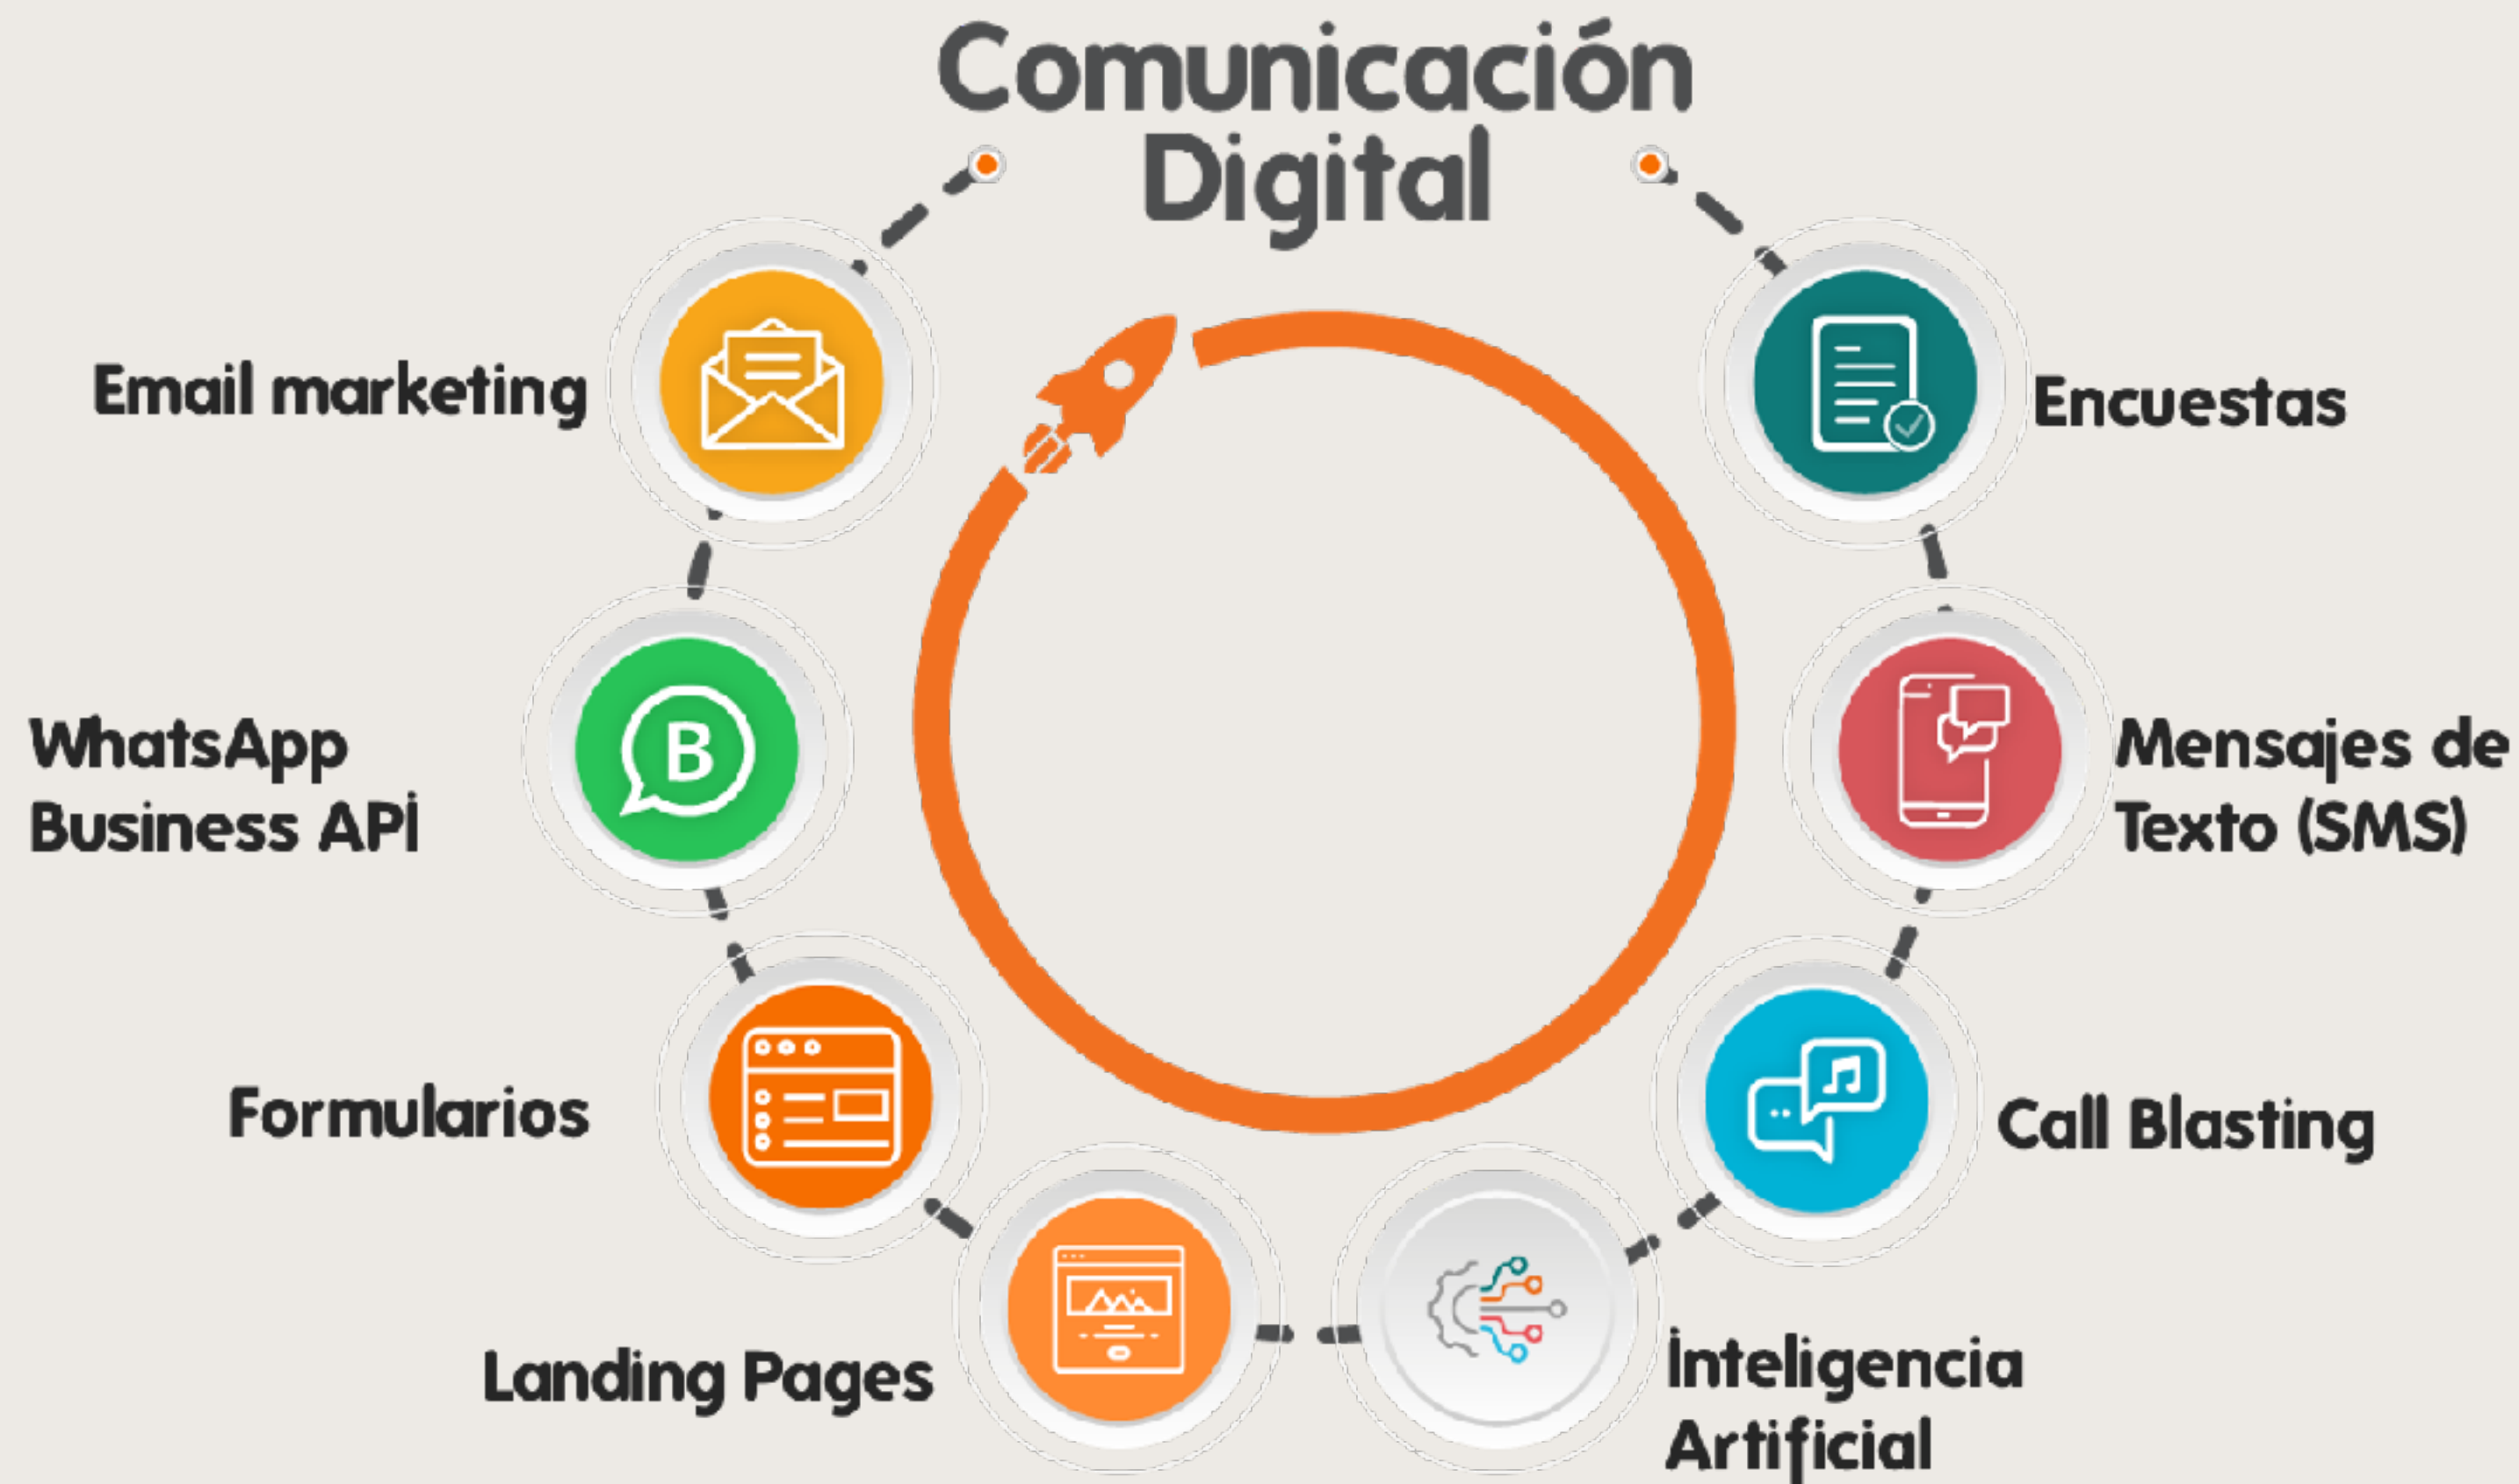 Comunicación
Digital
Email marketing
Encuestas
WhatsApp
Business API
B
Mensajes de
Texto (SMS)
Formularios
Call Blasting
Landing Pages
Inteligencia
Artificial